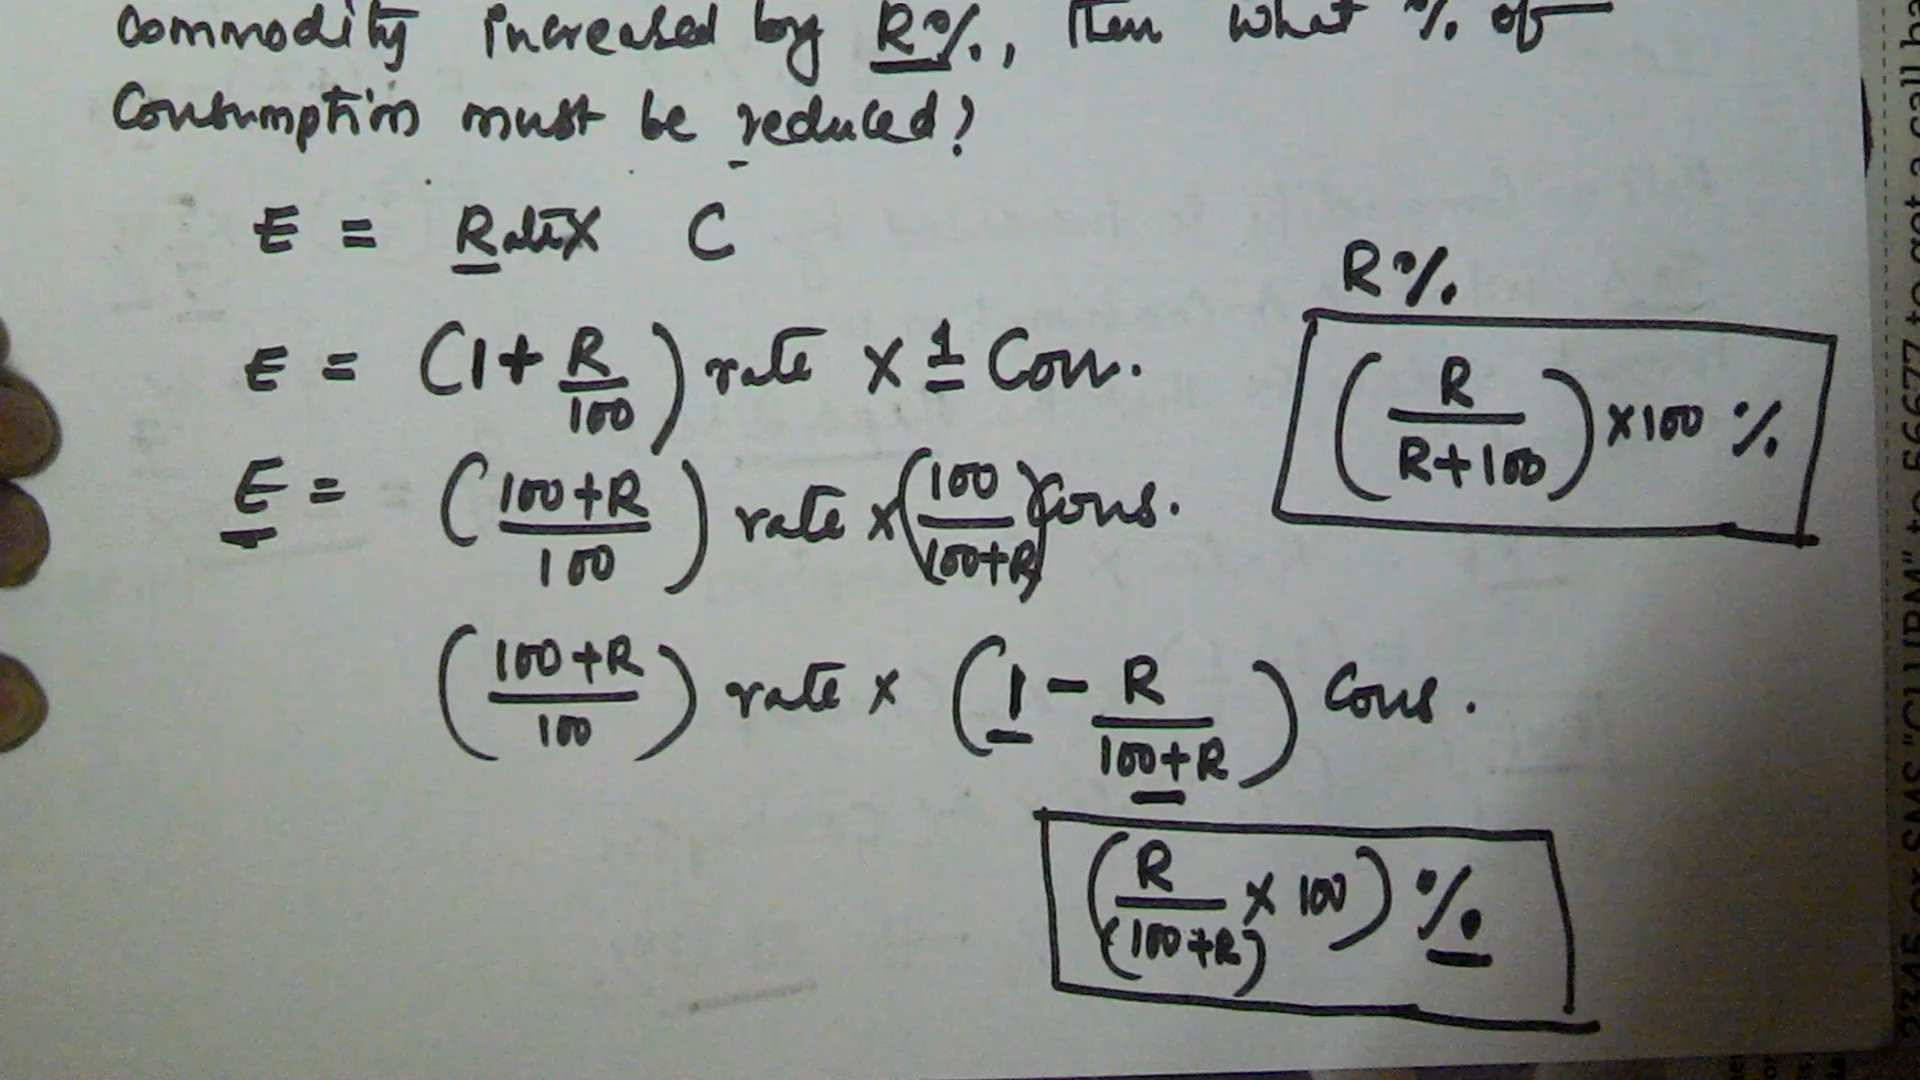 commodity increased by R%, then what % of
Consumption must be reduced?
E = Rate X C
E = (1 + R/100) rate X 1 Con.
E = (100+R/100) rate x (100/100+R) Cons.
(100+R/100) rate x (1 - R/100+R) Cons.
R%
(R/R+100) x 100 %
(R/(100+R) x 100) %